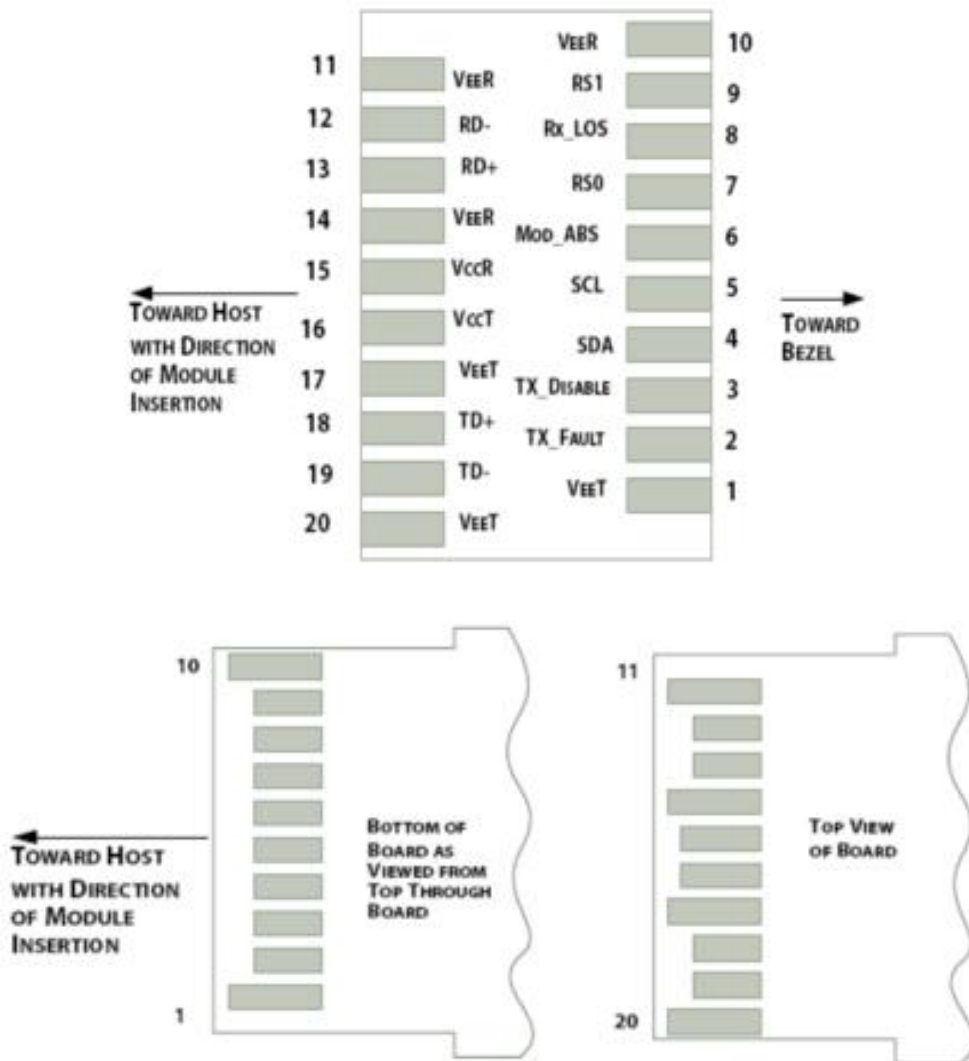 VEER 10
11 VEER
RS1 9
12 RD-
RX_LOS 8
13 RD+
RS0 7
14 VEER
MOD_ABS 6
15 VCCR
SCL 5
16 VCCT
SDA 4
17 VEET
TX_DISABLE 3
18 TD+
TX_FAULT 2
19 TD-
VEET 1
20 VEET
TOWARD HOST
WITH DIRECTION
OF MODULE
INSERTION
TOWARD
BEZEL
10
1
BOTTOM OF
BOARD AS
VIEWED FROM
TOP THROUGH
BOARD
TOWARD HOST
WITH DIRECTION
OF MODULE
INSERTION
11
20
TOP VIEW
OF BOARD